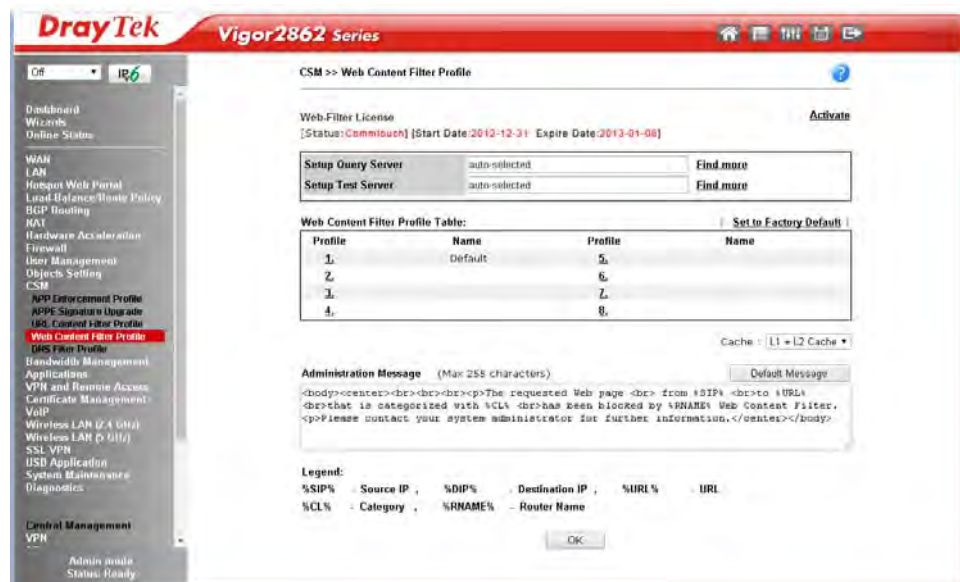 DrayTek
Vigor2862 Series
Off
IPv6
Dashboard
Wizards
Online Status
WAN
LAN
Hotspot Web Portal
Load-Balance/Route Policy
BGP Routing
NAT
Hardware Acceleration
Firewall
User Management
Objects Setting
CSM
APP Enforcement Profile
APPE Signature Upgrade
URL Content Filter Profile
Web Content Filter Profile
DNS Filter Profile
Bandwidth Management
Applications
VPN and Remote Access
Certificate Management
VoIP
Wireless LAN (2.4 GHz)
Wireless LAN (5 GHz)
SSL VPN
USB Application
System Maintenance
Diagnostics
Central Management
VPN
Admin mode
Status: Ready
CSM >> Web Content Filter Profile
Web-Filter License
Activate
[Status:Commtouch] [Start Date:2012-12-31 Expire Date:2013-01-08]
Setup Query Server auto-selected Find more
Setup Test Server auto-selected Find more
Web Content Filter Profile Table: | Set to Factory Default |
Profile Name Profile Name
1. Default 5.
2. 6.
3. 7.
4. 8.
Cache : L1 + L2 Cache
Administration Message (Max 255 characters) Default Message
<body><center><br><br><br><p>The requested Web page <br> from %SIP% <br>to %URL%
<br>that is categorized with %CL% <br>has been blocked by %RNAME% Web Content Filter.
<p>Please contact your system administrator for further information.</center></body>
Legend:
%SIP% - Source IP , %DIP% - Destination IP , %URL% - URL
%CL% - Category , %RNAME% - Router Name
OK